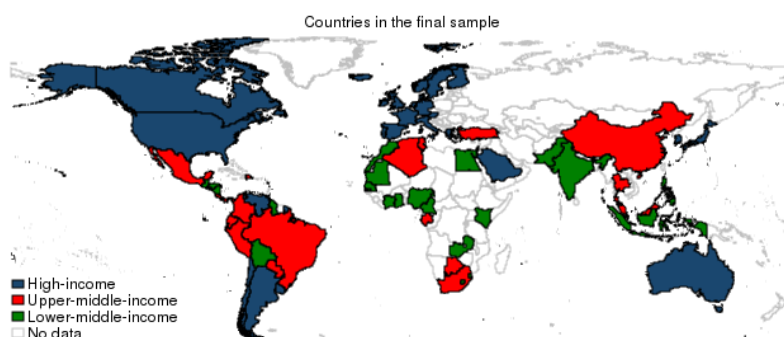 Countries in the final sample
High-income
Upper-middle-income
Lower-middle-income
No data